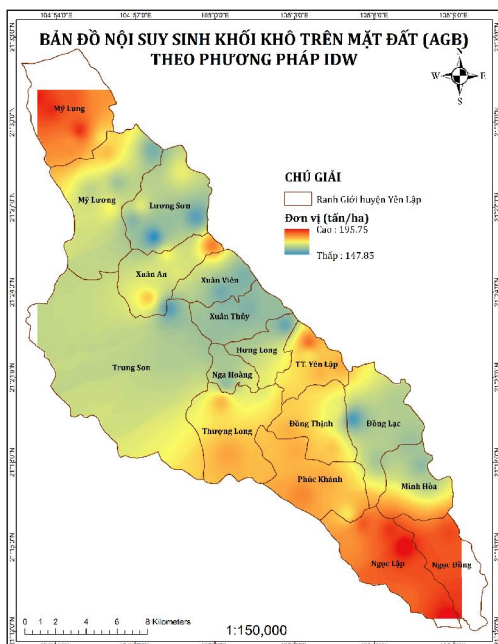 BẢN ĐỒ NỘI SUY SINH KHỐI KHÔ TRÊN MẶT ĐẤT (AGB)
THEO PHƯƠNG PHÁP IDW
N
W E
S
Mỹ Lung
Mỹ Lương
Lương Sơn
Xuân An
Xuân Viên
Xuân Thủy
Hưng Long
Trung Sơn
Nga Hoàng
TT. Yên Lập
Thượng Long
Đồng Thịnh
Đồng Lạc
Phúc Khánh
Minh Hòa
Ngọc Lập
Ngọc Đồng
CHÚ GIẢI
Ranh Giới huyện Yên Lập
Đơn vị (tấn/ha)
Cao : 195.75
Thấp : 147.85
0 1 2 4 6 8 Kilometers
1:150,000